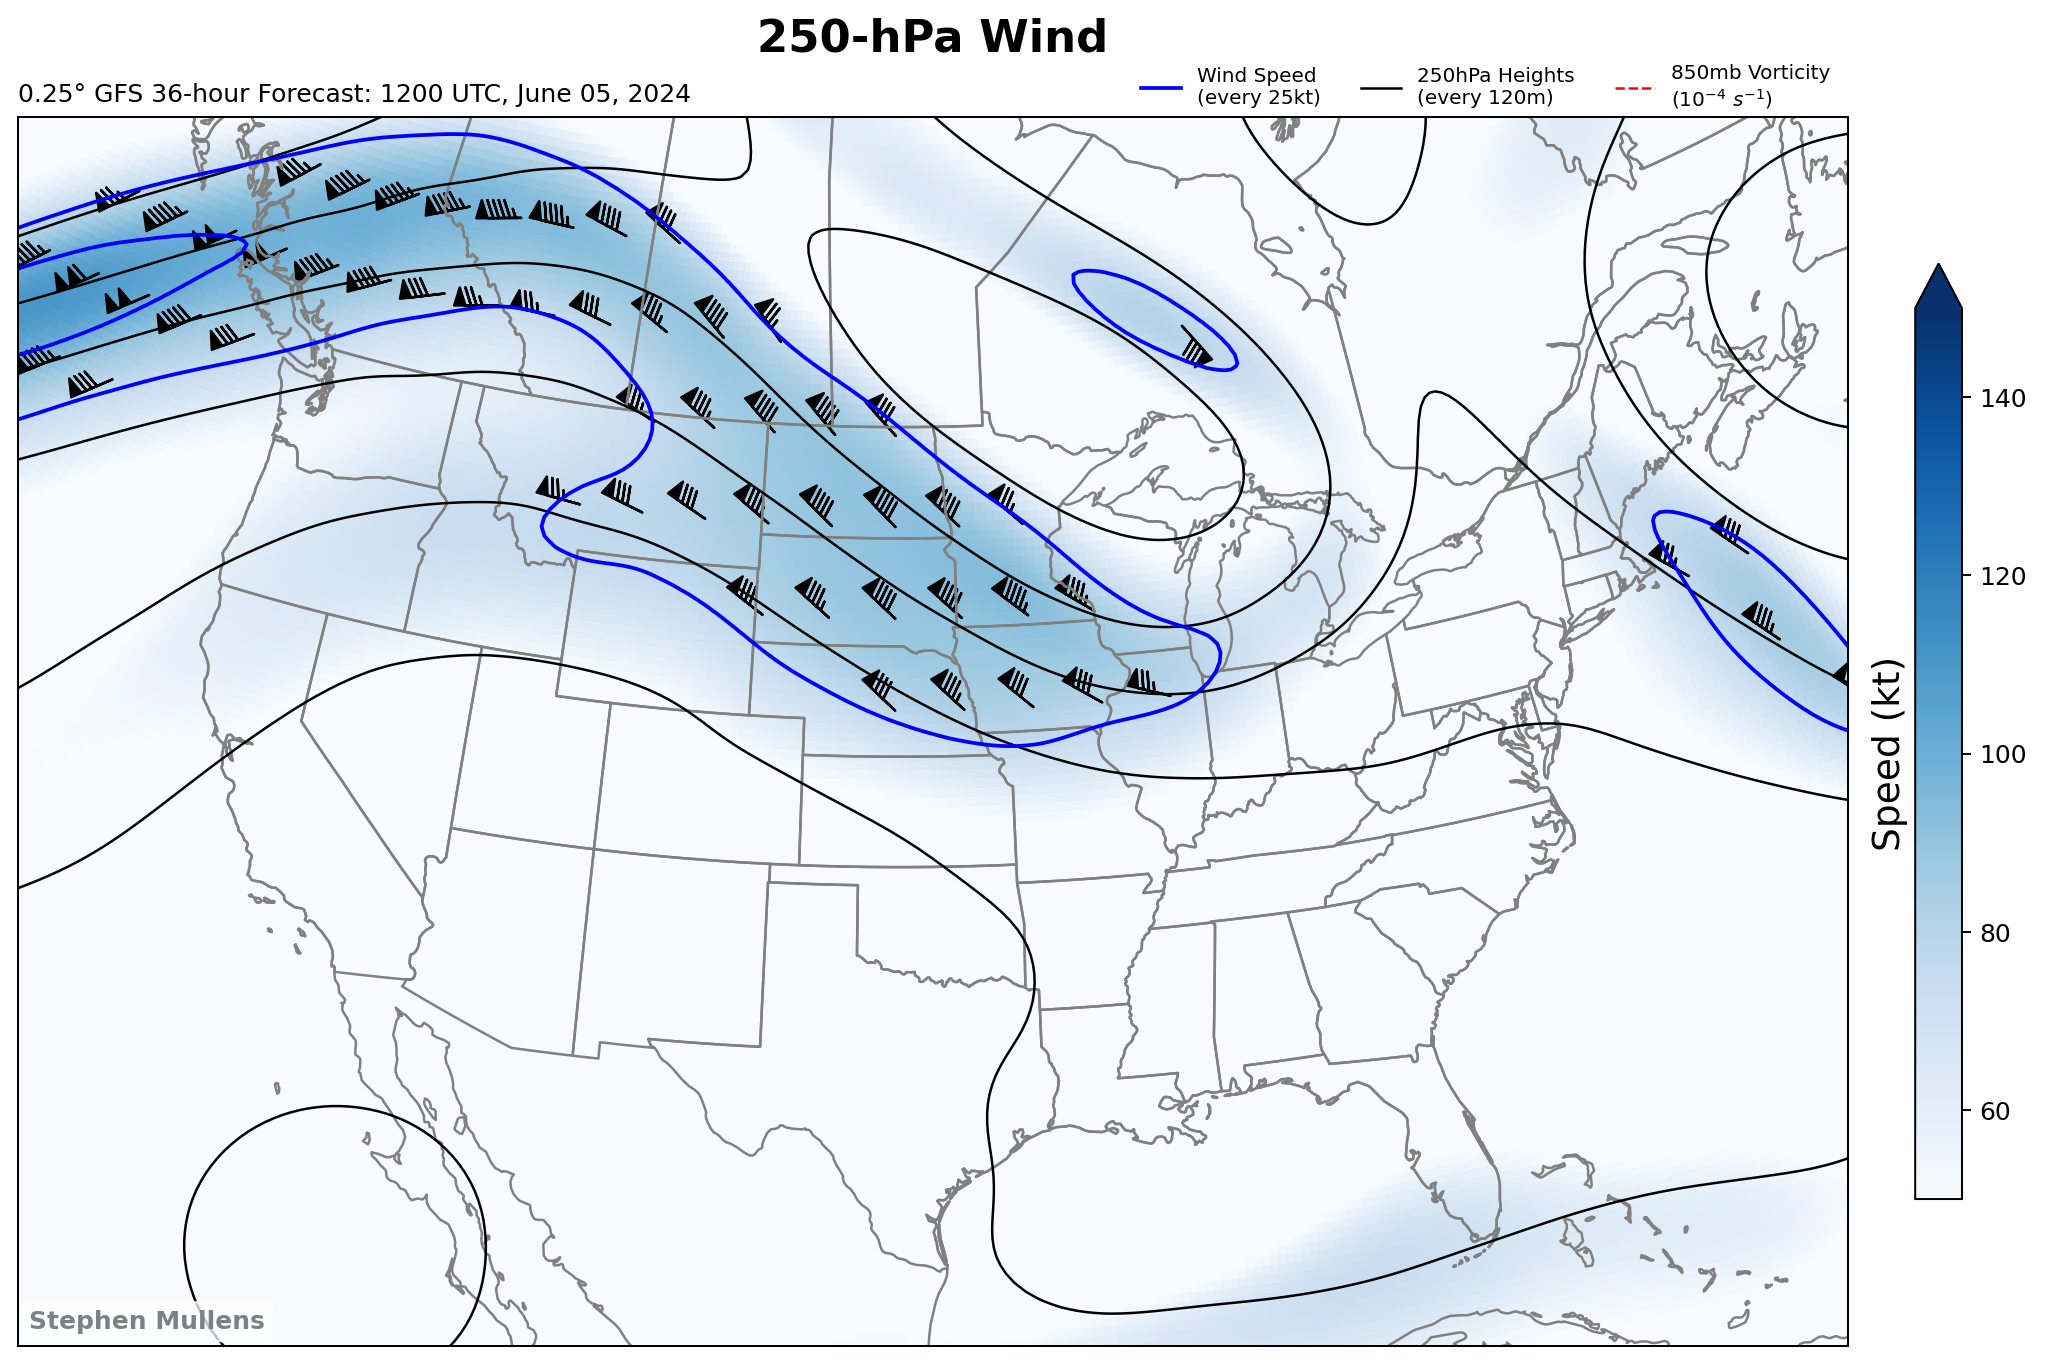 250-hPa Wind
0.25° GFS 36-hour Forecast: 1200 UTC, June 05, 2024
Wind Speed
(every 25kt)
250hPa Heights
(every 120m)
850mb Vorticity
(10⁻⁴ s⁻¹)
140
120
100
80
60
Speed (kt)
Stephen Mullens